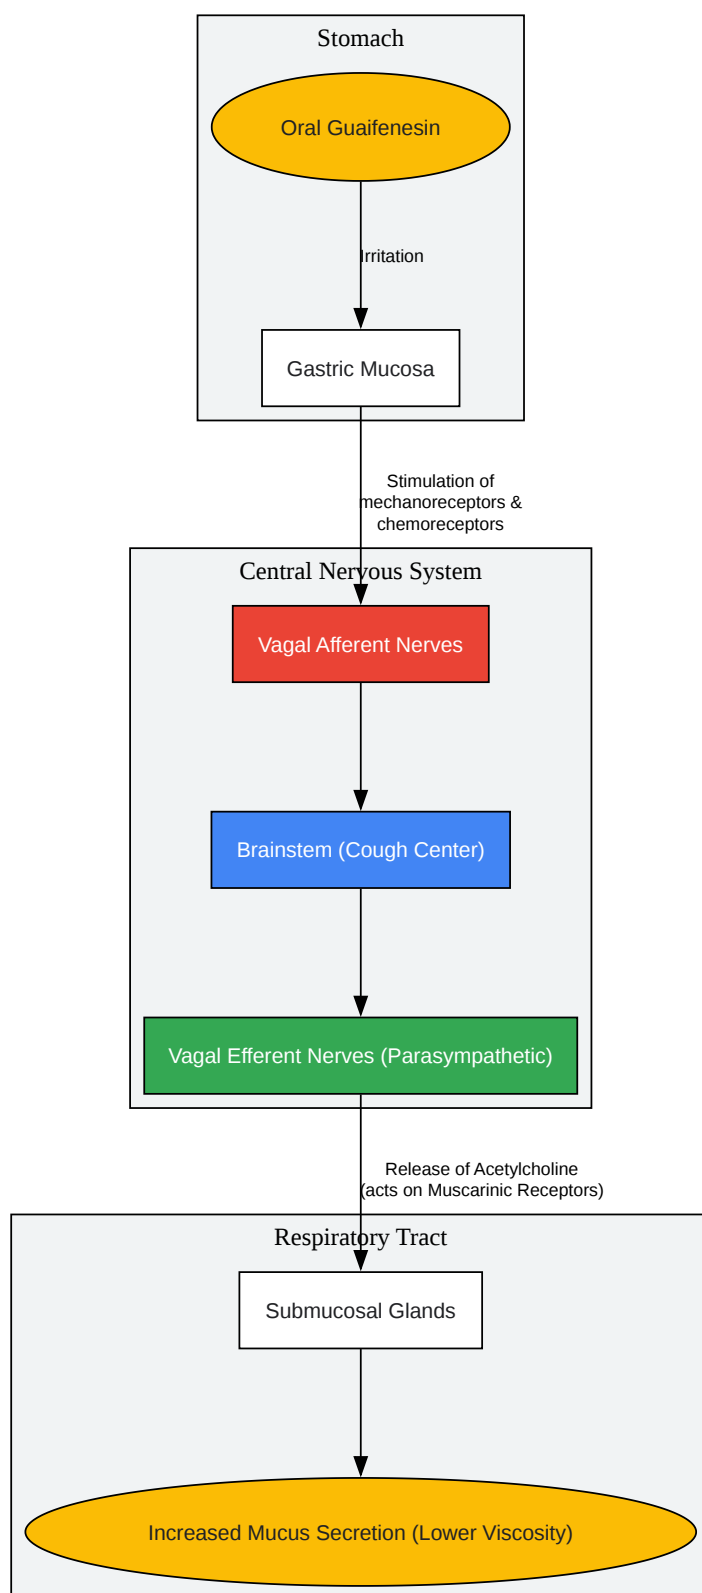 Stomach
Oral Guaifenesin
Irritation
Gastric Mucosa
Stimulation of
mechanoreceptors &
chemoreceptors
Central Nervous System
Vagal Afferent Nerves
Brainstem (Cough Center)
Vagal Efferent Nerves (Parasympathetic)
Release of Acetylcholine
(acts on Muscarinic Receptors)
Respiratory Tract
Submucosal Glands
Increased Mucus Secretion (Lower Viscosity)